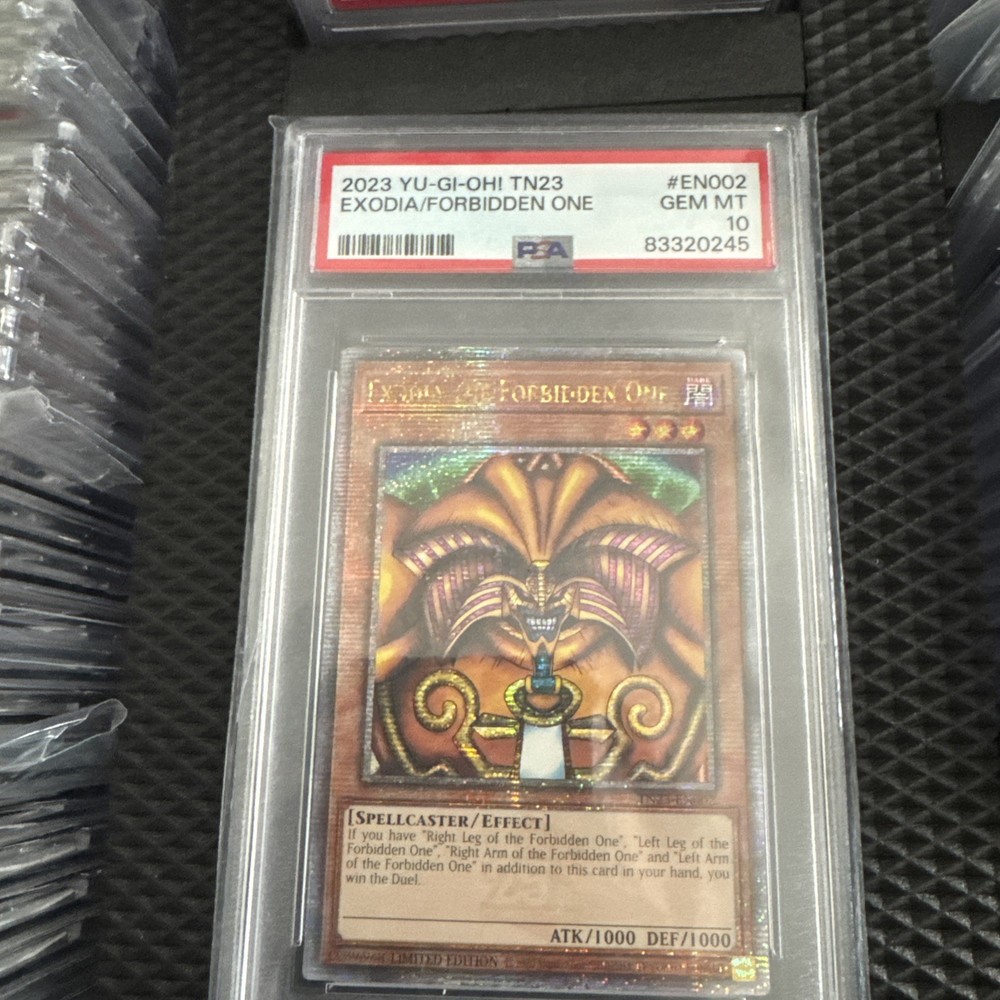 2023 YU-GI-OH! TN23 #EN002
EXODIA/FORBIDDEN ONE GEM MT
10
PSA 83320245
EXODIA THE FORBIDDEN ONE
DARK
闇
[SPELLCASTER/EFFECT]
If you have "Right Leg of the Forbidden One", "Left Leg of the
Forbidden One", "Right Arm of the Forbidden One" and "Left Arm
of the Forbidden One" in addition to this card in your hand, you
win the Duel.
ATK/1000 DEF/1000
LIMITED EDITION